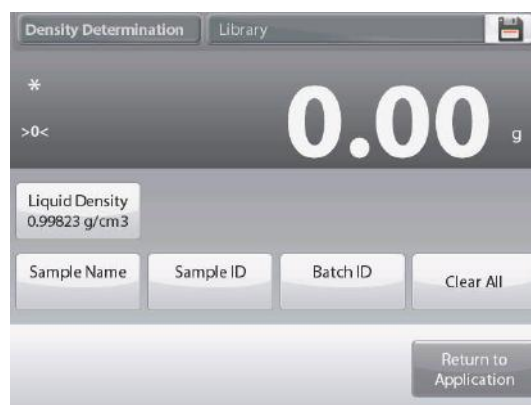 Density Determination Library
*
>0<
0.00 g
Liquid Density
0.99823 g/cm3
Sample Name Sample ID Batch ID Clear All
Return to
Application